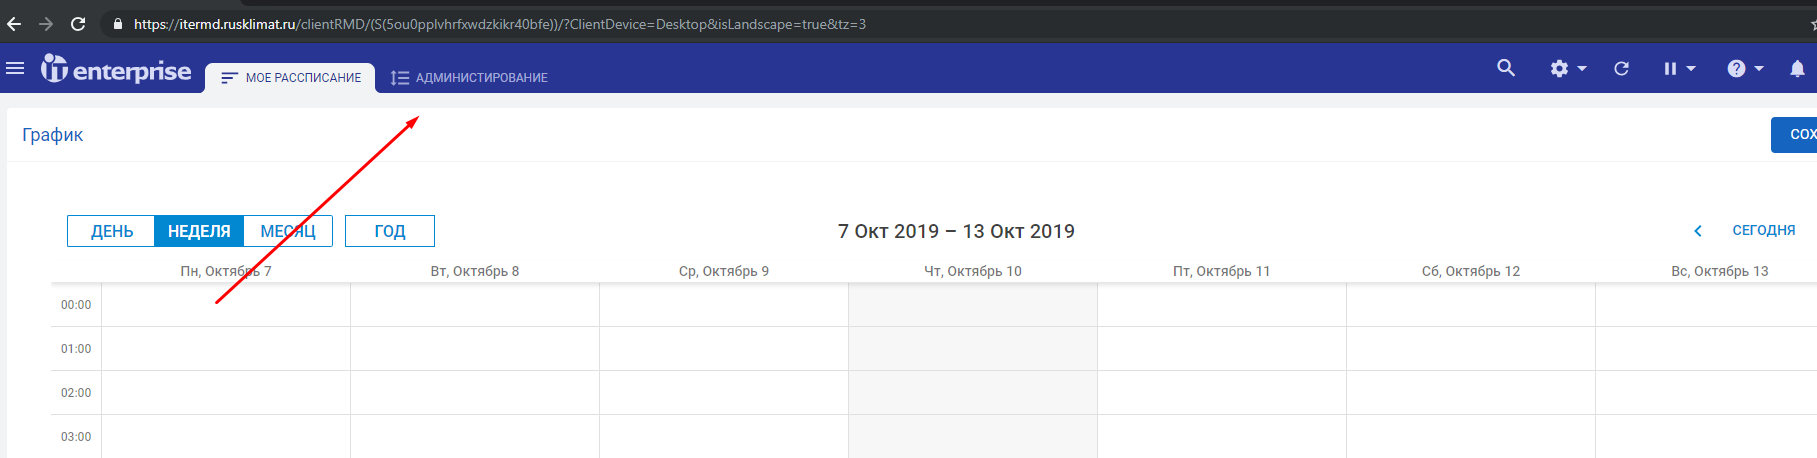 https://itermd.rusklimat.ru/clientRMD/(S(5ou0pplvhrfxwdzkikr40bfe))/?ClientDevice=Desktop&isLandscape=true&tz=3
it enterprise МОЕ РАССПИСАНИЕ АДМИНИСТИРОВАНИЕ
График СОХ
ДЕНЬ НЕДЕЛЯ МЕСЯЦ ГОД 7 Окт 2019 – 13 Окт 2019 СЕГОДНЯ
Пн, Октябрь 7 Вт, Октябрь 8 Ср, Октябрь 9 Чт, Октябрь 10 Пт, Октябрь 11 Сб, Октябрь 12 Вс, Октябрь 13
00:00
01:00
02:00
03:00